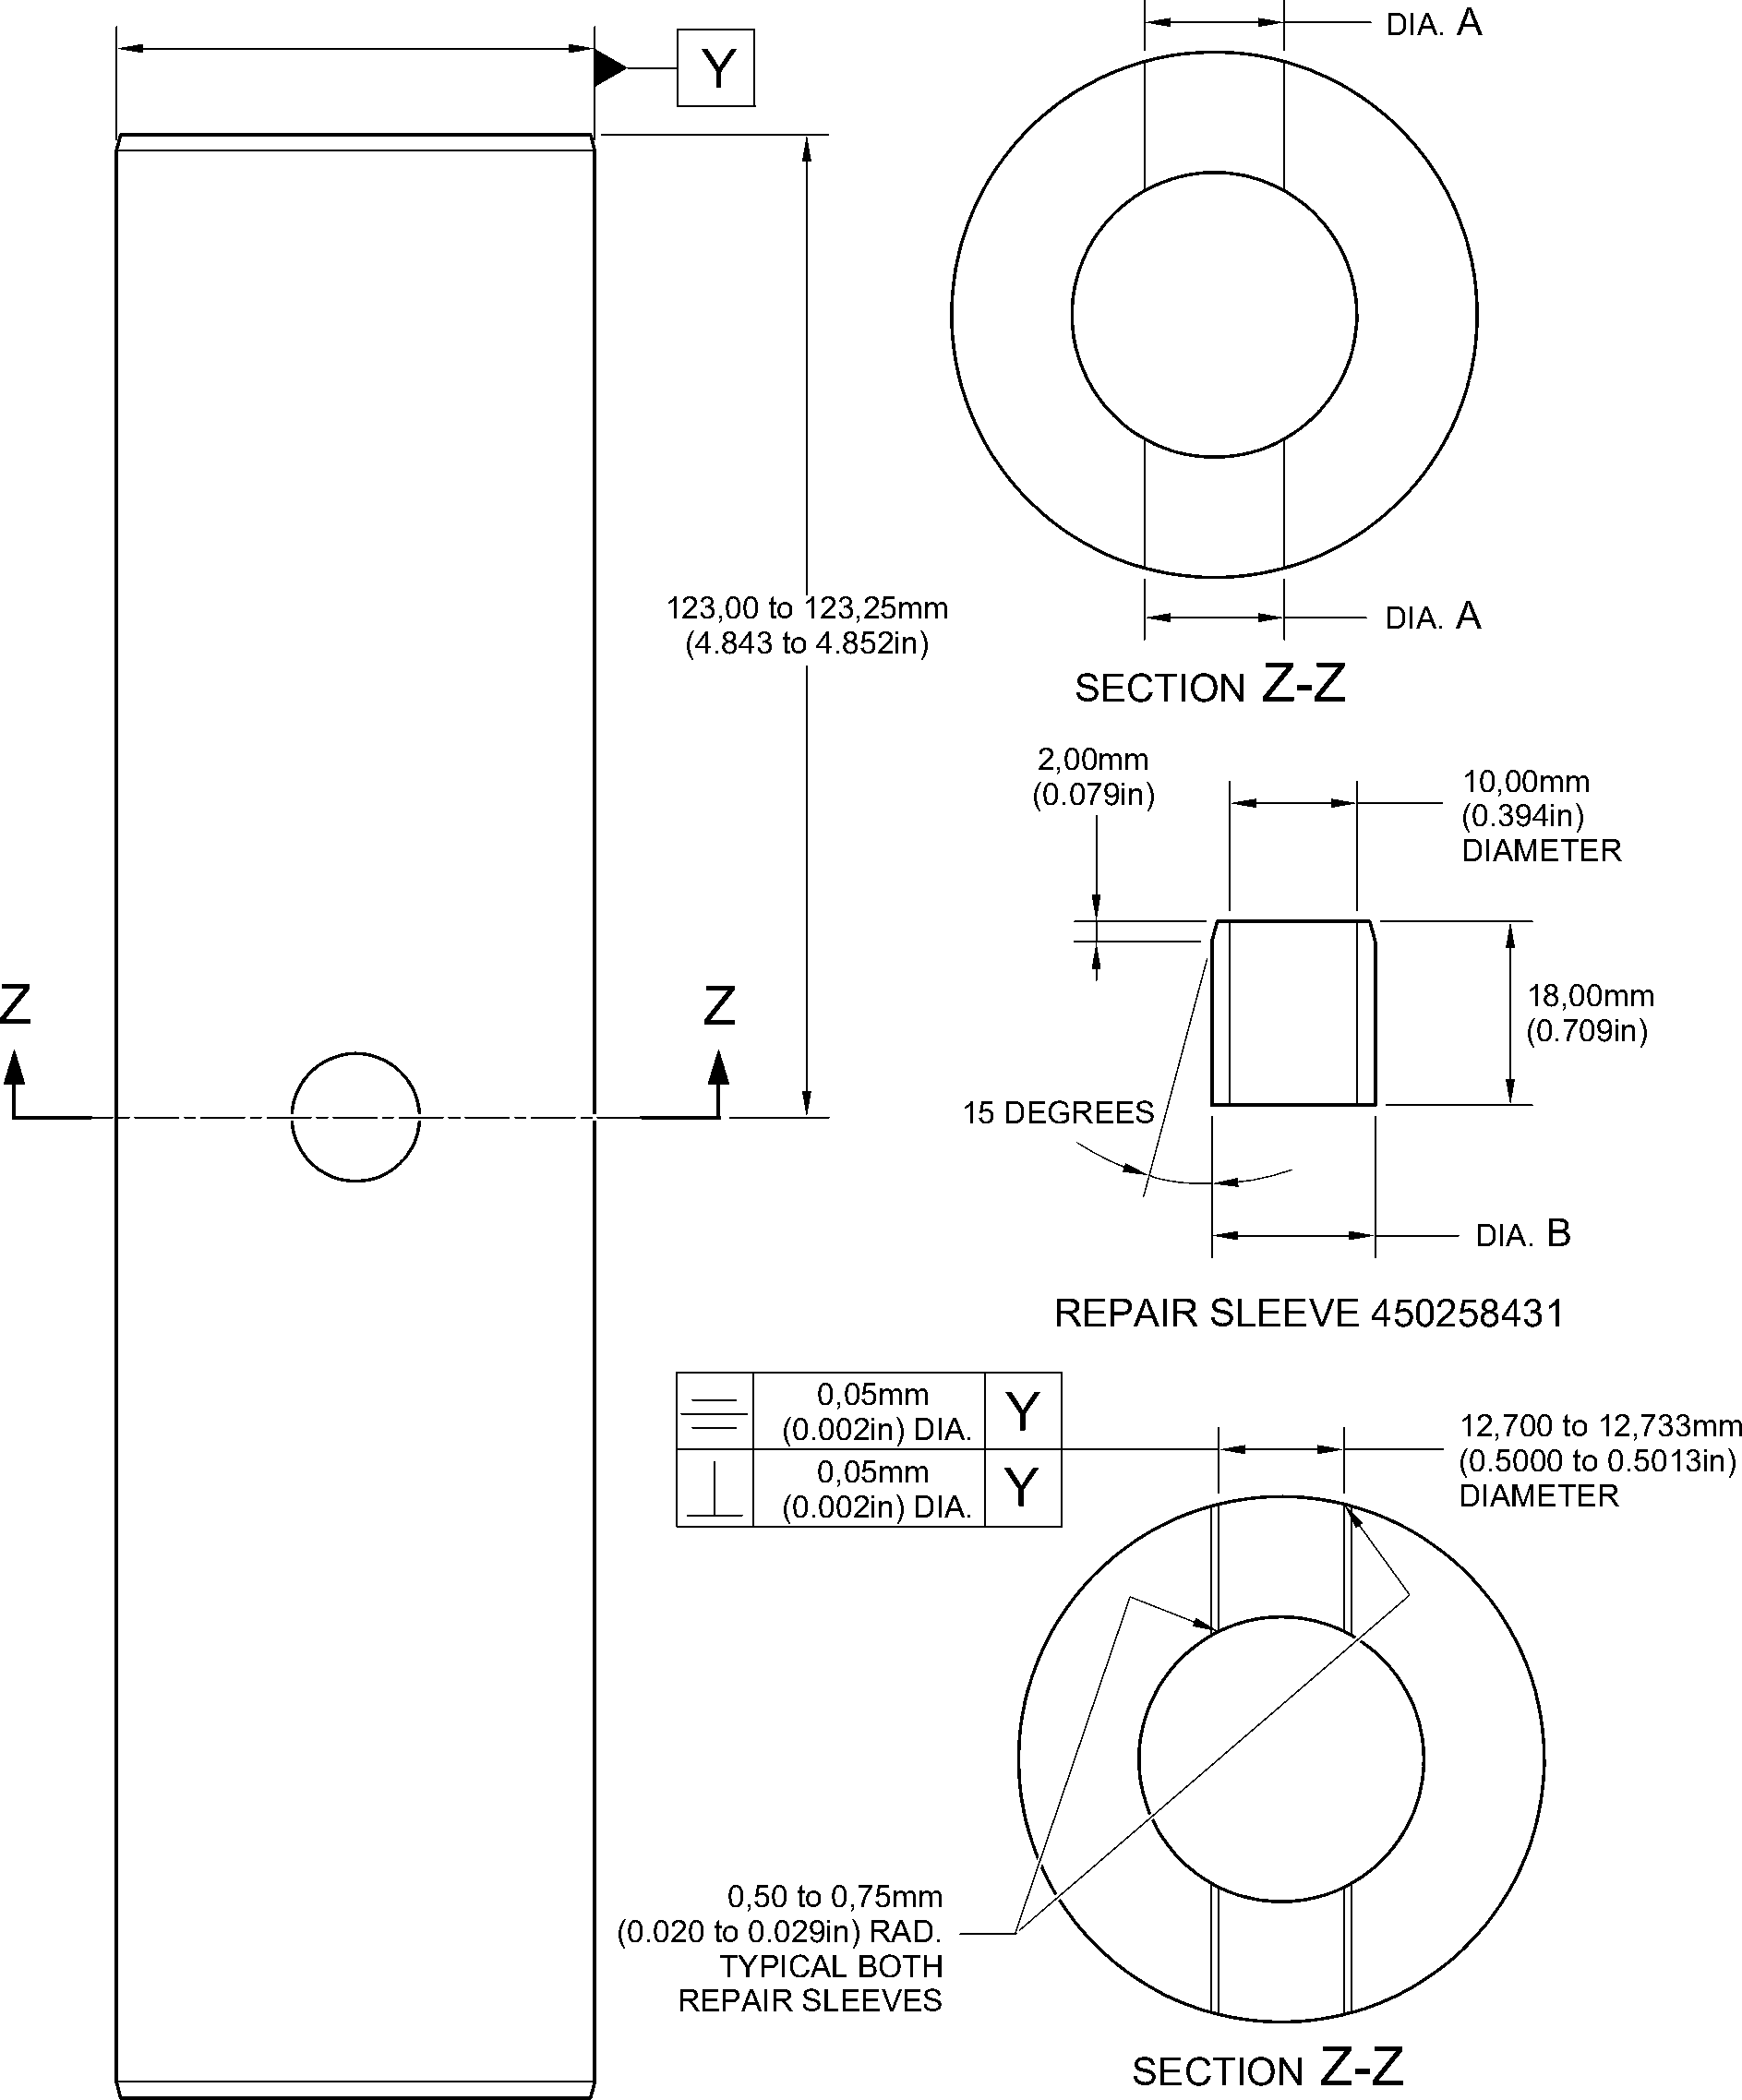 Y
DIA. A
123,00 to 123,25mm
(4.843 to 4.852in)
DIA. A
SECTION Z-Z
2,00mm
(0.079in)
10,00mm
(0.394in)
DIAMETER
Z
Z
18,00mm
(0.709in)
15 DEGREES
DIA. B
REPAIR SLEEVE 450258431
0,05mm
(0.002in) DIA.
Y
0,05mm
(0.002in) DIA.
Y
12,700 to 12,733mm
(0.5000 to 0.5013in)
DIAMETER
0,50 to 0,75mm
(0.020 to 0.029in) RAD.
TYPICAL BOTH
REPAIR SLEEVES
SECTION Z-Z